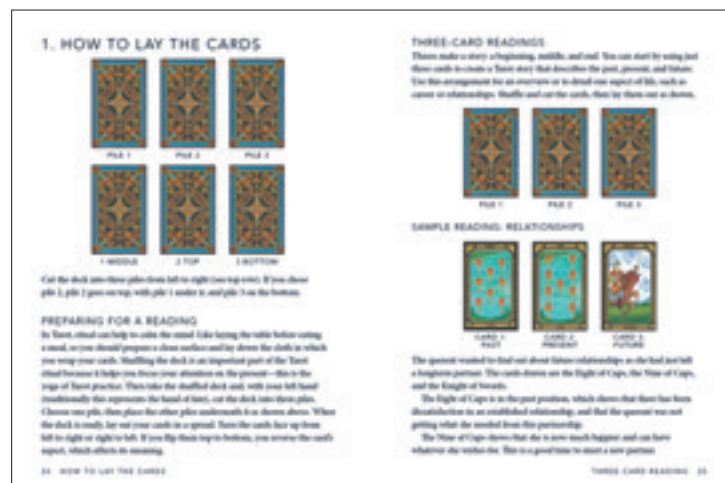 1. HOW TO LAY THE CARDS
PILE 1 PILE 2 PILE 3
1 MIDDLE 2 TOP 3 BOTTOM
Cut the deck into three piles from left to right (see top row). If you chose
pile 2, pile 2 goes on top, with pile 1 under it, and pile 3 on the bottom.
PREPARING FOR A READING
In Tarot, ritual can help to calm the mind. Like laying the table before eating
a meal, so you should prepare a clean surface and lay down the cloth in which
you wrap your cards. Shuffling the deck is an important part of the Tarot
ritual because it helps you focus your attention on the present—this is the
yoga of Tarot practice. Then take the shuffled deck and, with your left hand
(traditionally this represents the hand of fate), cut the deck into three piles.
Choose one pile, then place the other piles underneath it as shown above. When
the deck is ready, lay out your cards in a spread. Turn the cards face up from
left to right or right to left. If you flip them top to bottom, you reverse the card's
aspect, which affects its meaning.
24 HOW TO LAY THE CARDS
THREE-CARD READINGS
Threes make a story: a beginning, middle, and end. You can start by using just
three cards to create a Tarot story that describes the past, present, and future.
Use this arrangement for an overview or to detail one aspect of life, such as
career or relationships. Shuffle and cut the cards, then lay them out as shown.
PILE 1 PILE 2 PILE 3
SAMPLE READING: RELATIONSHIPS
CARD 1 CARD 2 CARD 3
PAST PRESENT FUTURE
The querent wanted to find out about future relationships as she had just left
a longterm partner. The cards drawn are the Eight of Cups, the Nine of Cups,
and the Knight of Swords.
The Eight of Cups is in the past position, which shows that there has been
dissatisfaction in an established relationship, and that the querent was not
getting what she needed from this partnership.
The Nine of Cups shows that she is now much happier and can have
whatever she wishes for. This is a good time to meet a new partner.
THREE-CARD READING 25